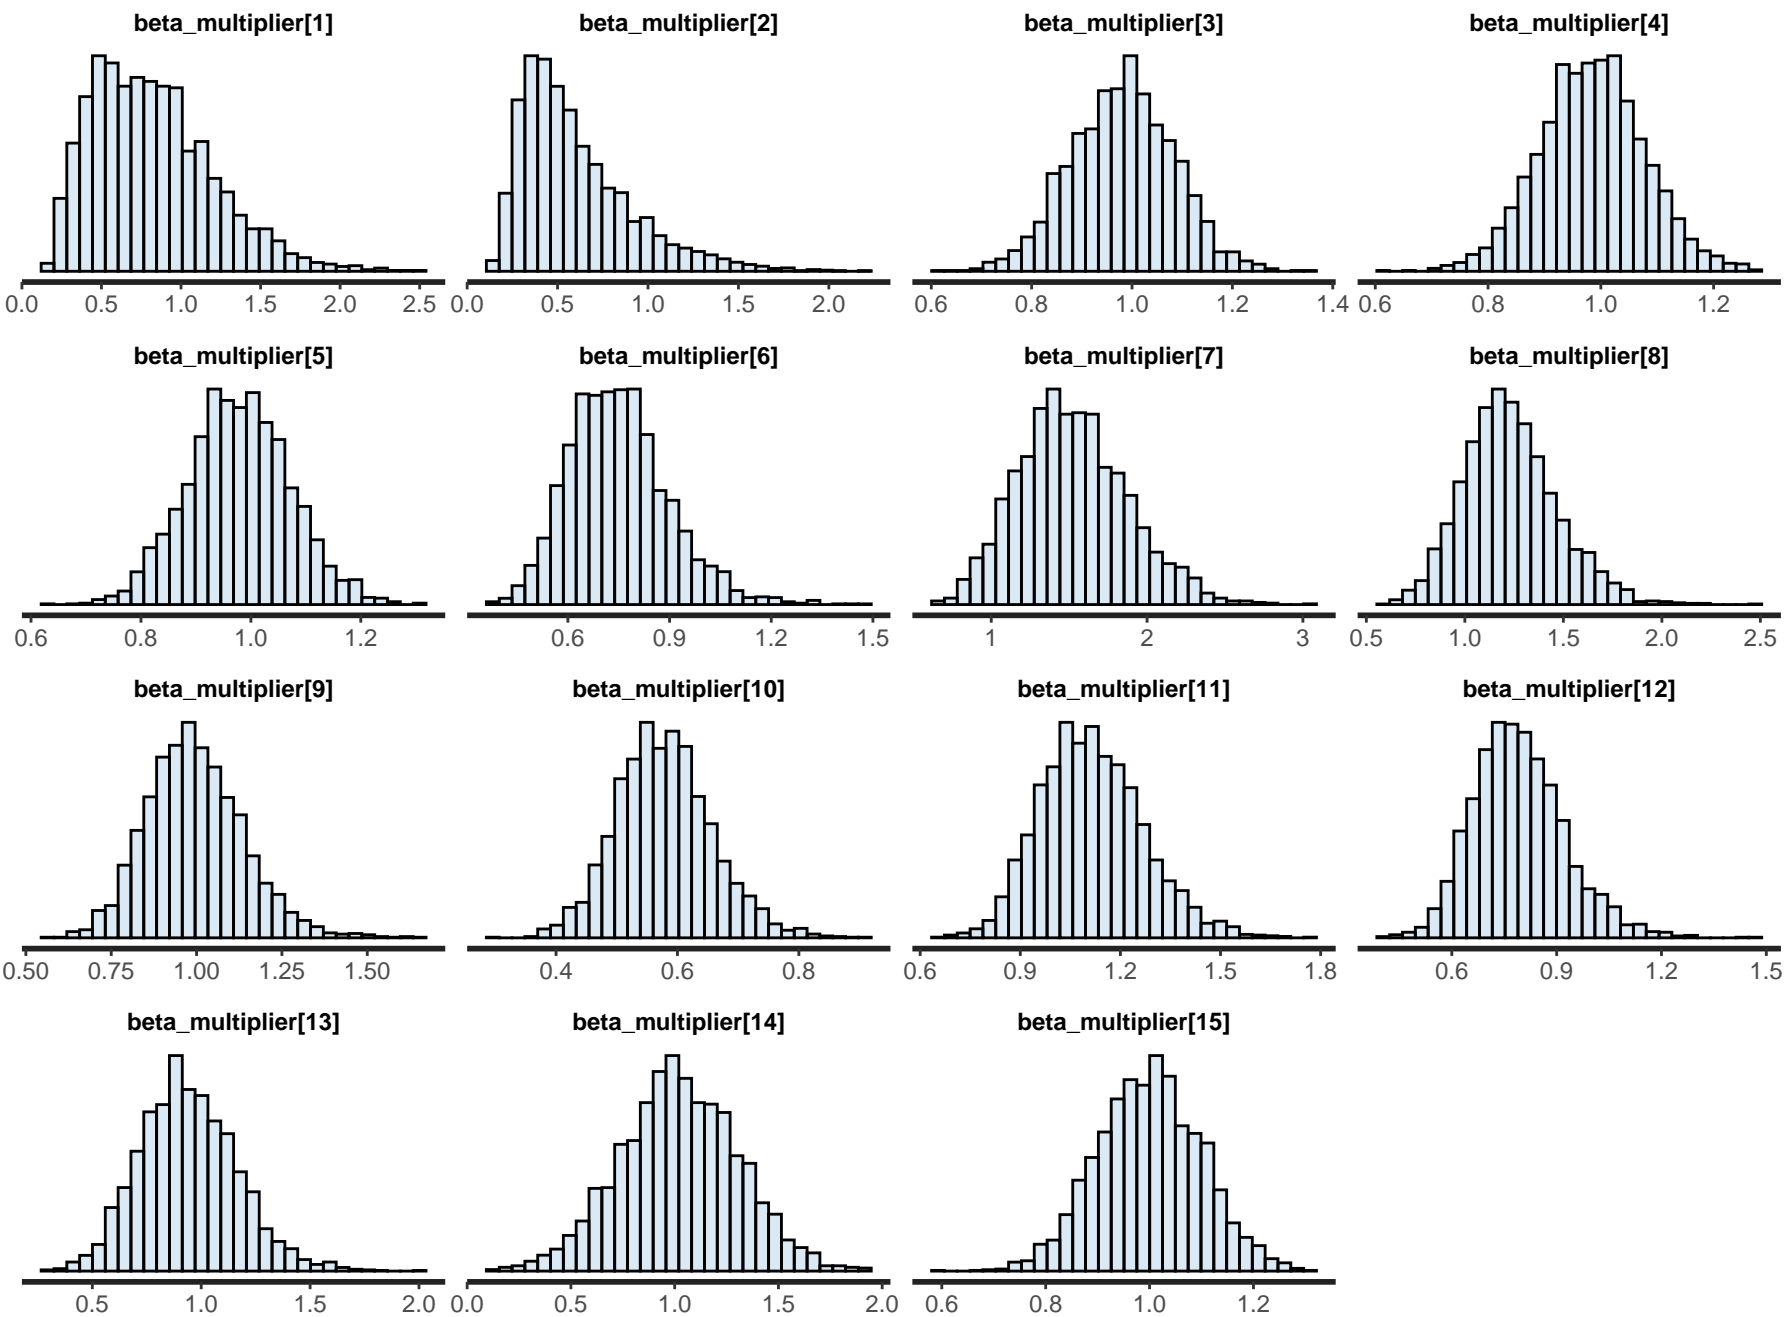 beta_multiplier[1] beta_multiplier[2] beta_multiplier[3] beta_multiplier[4]
0.0 0.5 1.0 1.5 2.0 2.5 0.0 0.5 1.0 1.5 2.0 0.6 0.8 1.0 1.2 1.4 0.6 0.8 1.0 1.2
beta_multiplier[5] beta_multiplier[6] beta_multiplier[7] beta_multiplier[8]
0.6 0.8 1.0 1.2 0.6 0.9 1.2 1.5 1 2 3 0.5 1.0 1.5 2.0 2.5
beta_multiplier[9] beta_multiplier[10] beta_multiplier[11] beta_multiplier[12]
0.50 0.75 1.00 1.25 1.50 0.4 0.6 0.8 0.6 0.9 1.2 1.5 1.8 0.6 0.9 1.2 1.5
beta_multiplier[13] beta_multiplier[14] beta_multiplier[15]
0.5 1.0 1.5 2.0 0.0 0.5 1.0 1.5 2.0 0.6 0.8 1.0 1.2